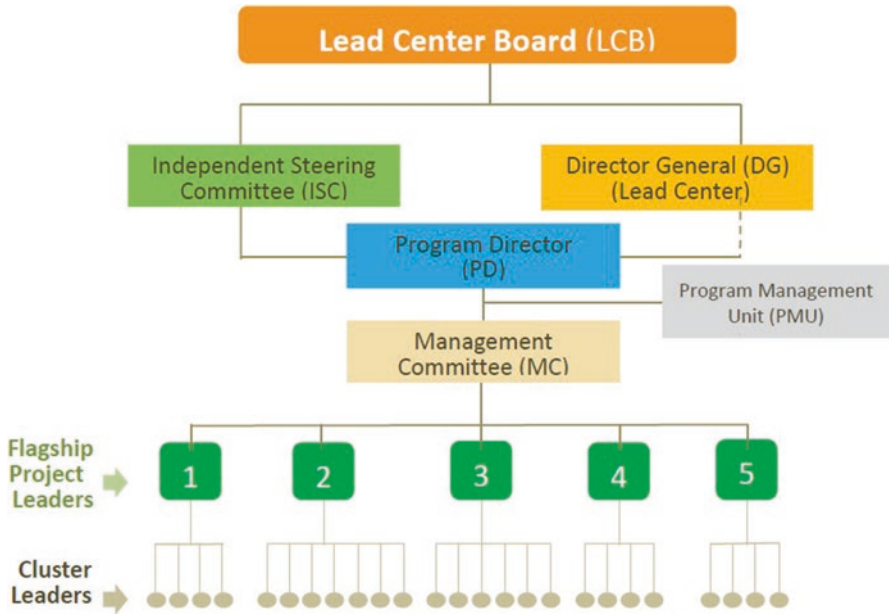 Lead Center Board (LCB)
Independent Steering
Committee (ISC)
Director General (DG)
(Lead Center)
Program Director
(PD)
Program Management
Unit (PMU)
Management
Committee (MC)
Flagship
Project
Leaders
1
2
3
4
5
Cluster
Leaders